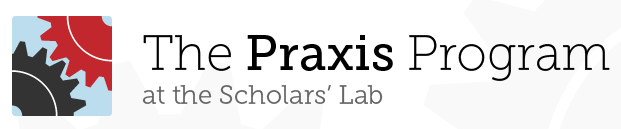 The Praxis Program
at the Scholars’ Lab